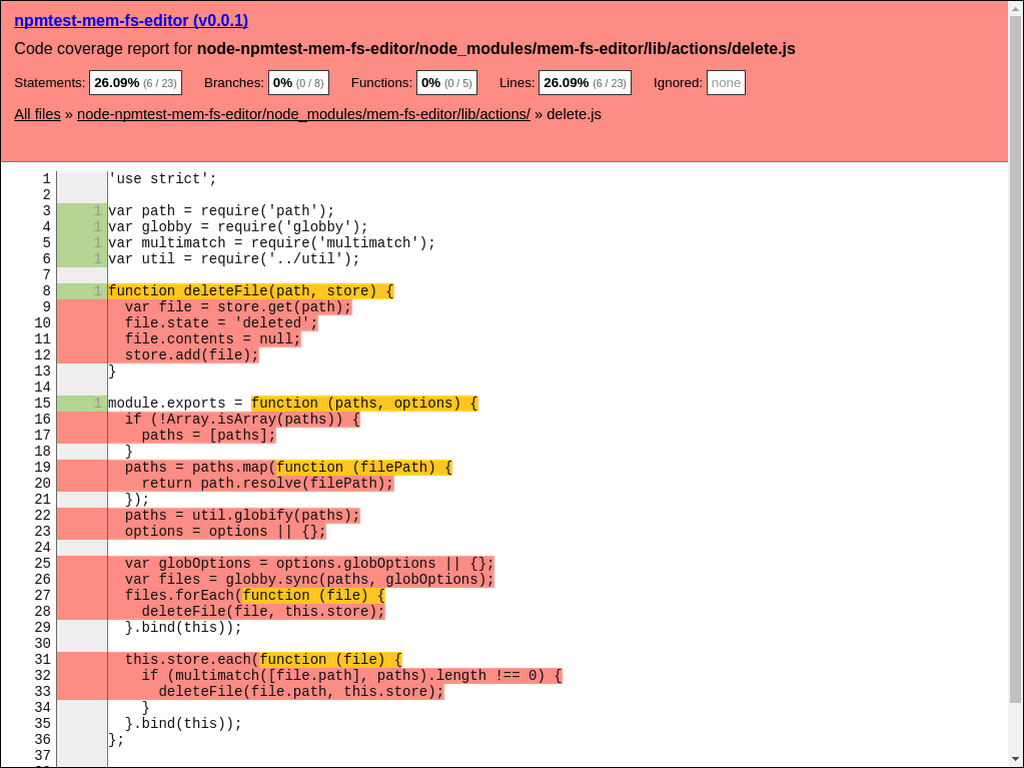 npmtest-mem-fs-editor (v0.0.1)
Code coverage report for node-npmtest-mem-fs-editor/node_modules/mem-fs-editor/lib/actions/delete.js
Statements: 26.09% (6 / 23) Branches: 0% (0 / 8) Functions: 0% (0 / 5) Lines: 26.09% (6 / 23) Ignored: none
All files » node-npmtest-mem-fs-editor/node_modules/mem-fs-editor/lib/actions/ » delete.js
1 'use strict';
2
3 1 var path = require('path');
4 1 var globby = require('globby');
5 1 var multimatch = require('multimatch');
6 1 var util = require('../util');
7
8 1 function deleteFile(path, store) {
9 var file = store.get(path);
10 file.state = 'deleted';
11 file.contents = null;
12 store.add(file);
13 }
14
15 1 module.exports = function (paths, options) {
16 if (!Array.isArray(paths)) {
17 paths = [paths];
18 }
19 paths = paths.map(function (filePath) {
20 return path.resolve(filePath);
21 });
22 paths = util.globify(paths);
23 options = options || {};
24
25 var globOptions = options.globOptions || {};
26 var files = globby.sync(paths, globOptions);
27 files.forEach(function (file) {
28 deleteFile(file, this.store);
29 }.bind(this));
30
31 this.store.each(function (file) {
32 if (multimatch([file.path], paths).length !== 0) {
33 deleteFile(file.path, this.store);
34 }
35 }.bind(this));
36 };
37